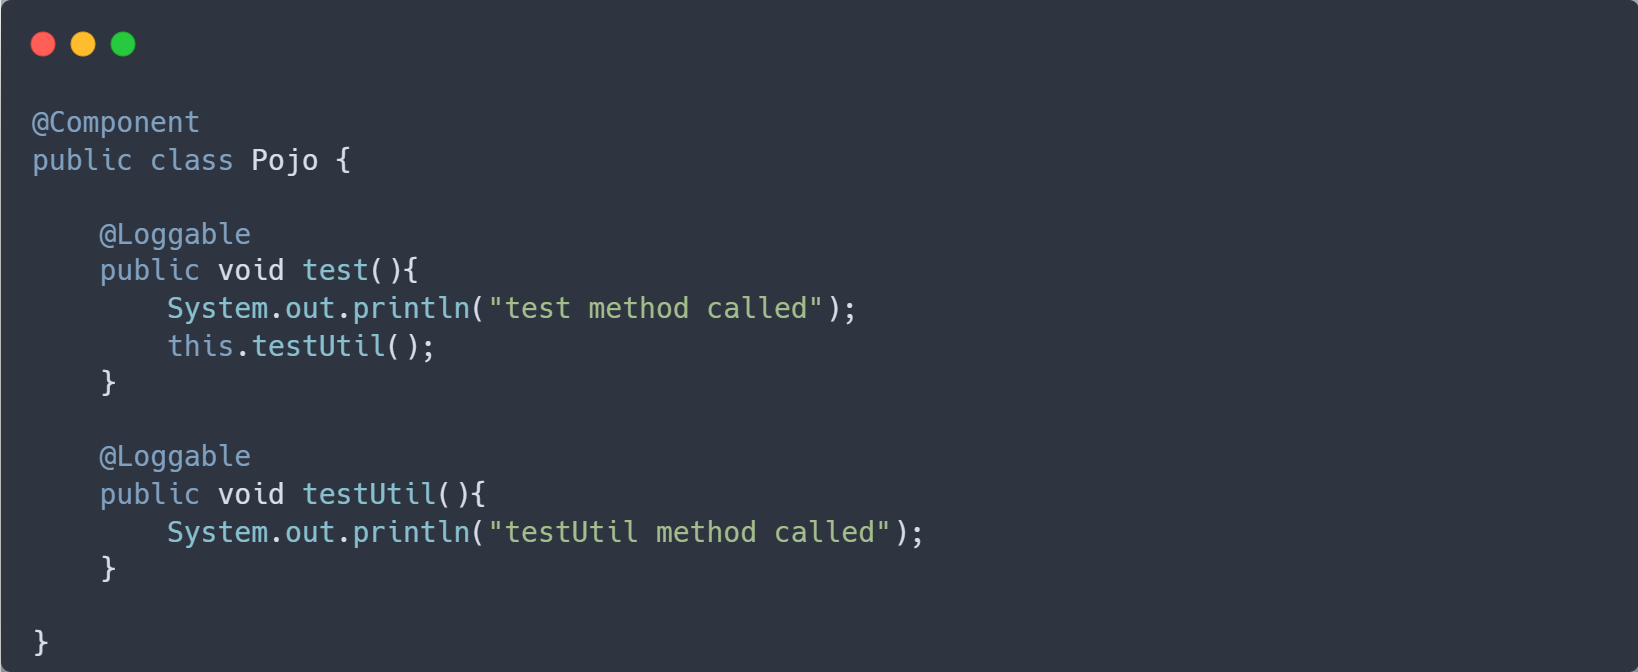 @Component
public class Pojo {
    @Loggable
    public void test(){
        System.out.println("test method called");
        this.testUtil();
    }
    @Loggable
    public void testUtil(){
        System.out.println("testUtil method called");
    }
}